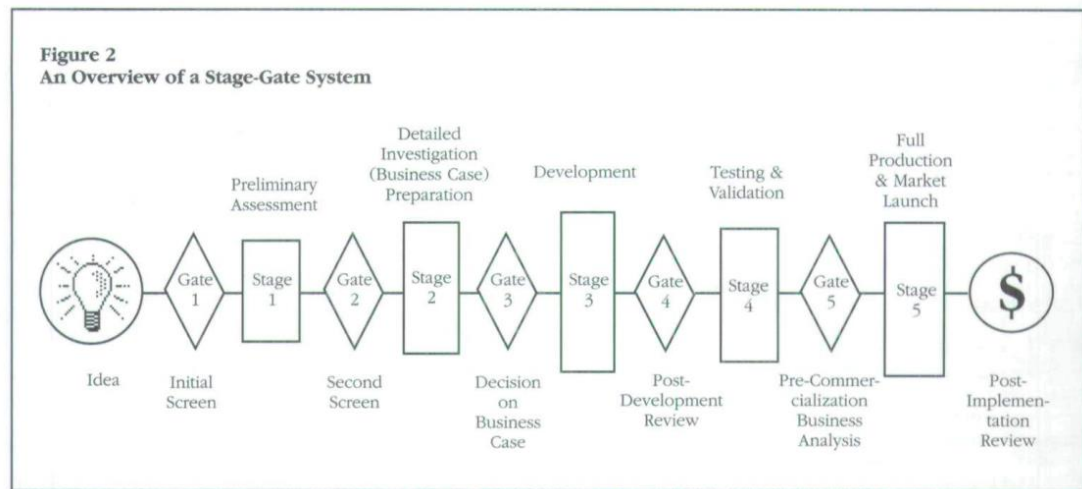 Figure 2
An Overview of a Stage-Gate System
Preliminary
Assessment
Detailed
Investigation
(Business Case)
Preparation
Development
Testing &
Validation
Full
Production
& Market
Launch
Gate
1
Stage
1
Gate
2
Stage
2
Gate
3
Stage
3
Gate
4
Stage
4
Gate
5
Stage
5
$
Idea
Initial
Screen
Second
Screen
Decision
on
Business
Case
Post-
Development
Review
Pre-Commer-
cialization
Business
Analysis
Post-
Implemen-
tation
Review